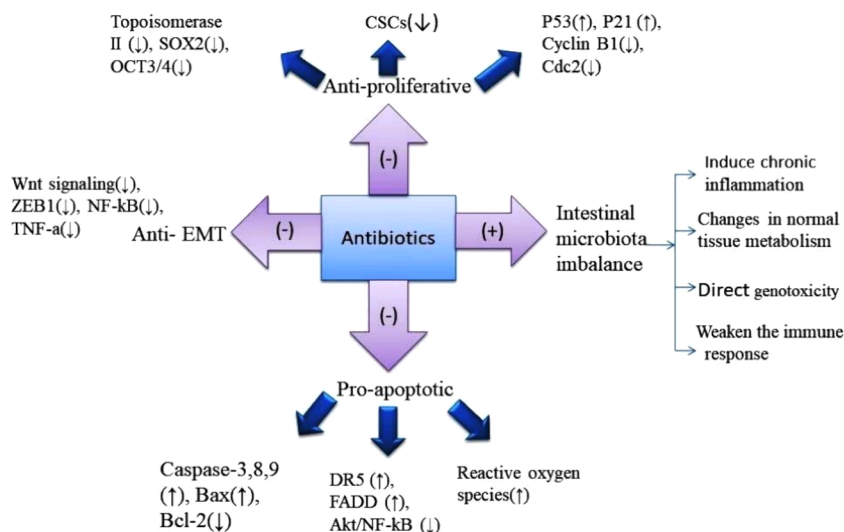 Topoisomerase
II (↓), SOX2(↓),
OCT3/4(↓)
CSCs(↓)
P53(↑), P21 (↑),
Cyclin B1(↓),
Cdc2(↓)
Anti-proliferative
(-)
Wnt signaling(↓),
ZEB1(↓), NF-kB(↓),
TNF-a(↓)
Anti- EMT
(-)
Antibiotics
(+)
Intestinal
microbiota
imbalance
Induce chronic
inflammation
Changes in normal
tissue metabolism
Direct genotoxicity
Weaken the immune
response
(-)
Pro-apoptotic
Caspase-3,8,9
(↑), Bax(↑),
Bcl-2(↓)
DR5 (↑),
FADD (↑),
Akt/NF-kB (↓)
Reactive oxygen
species(↑)